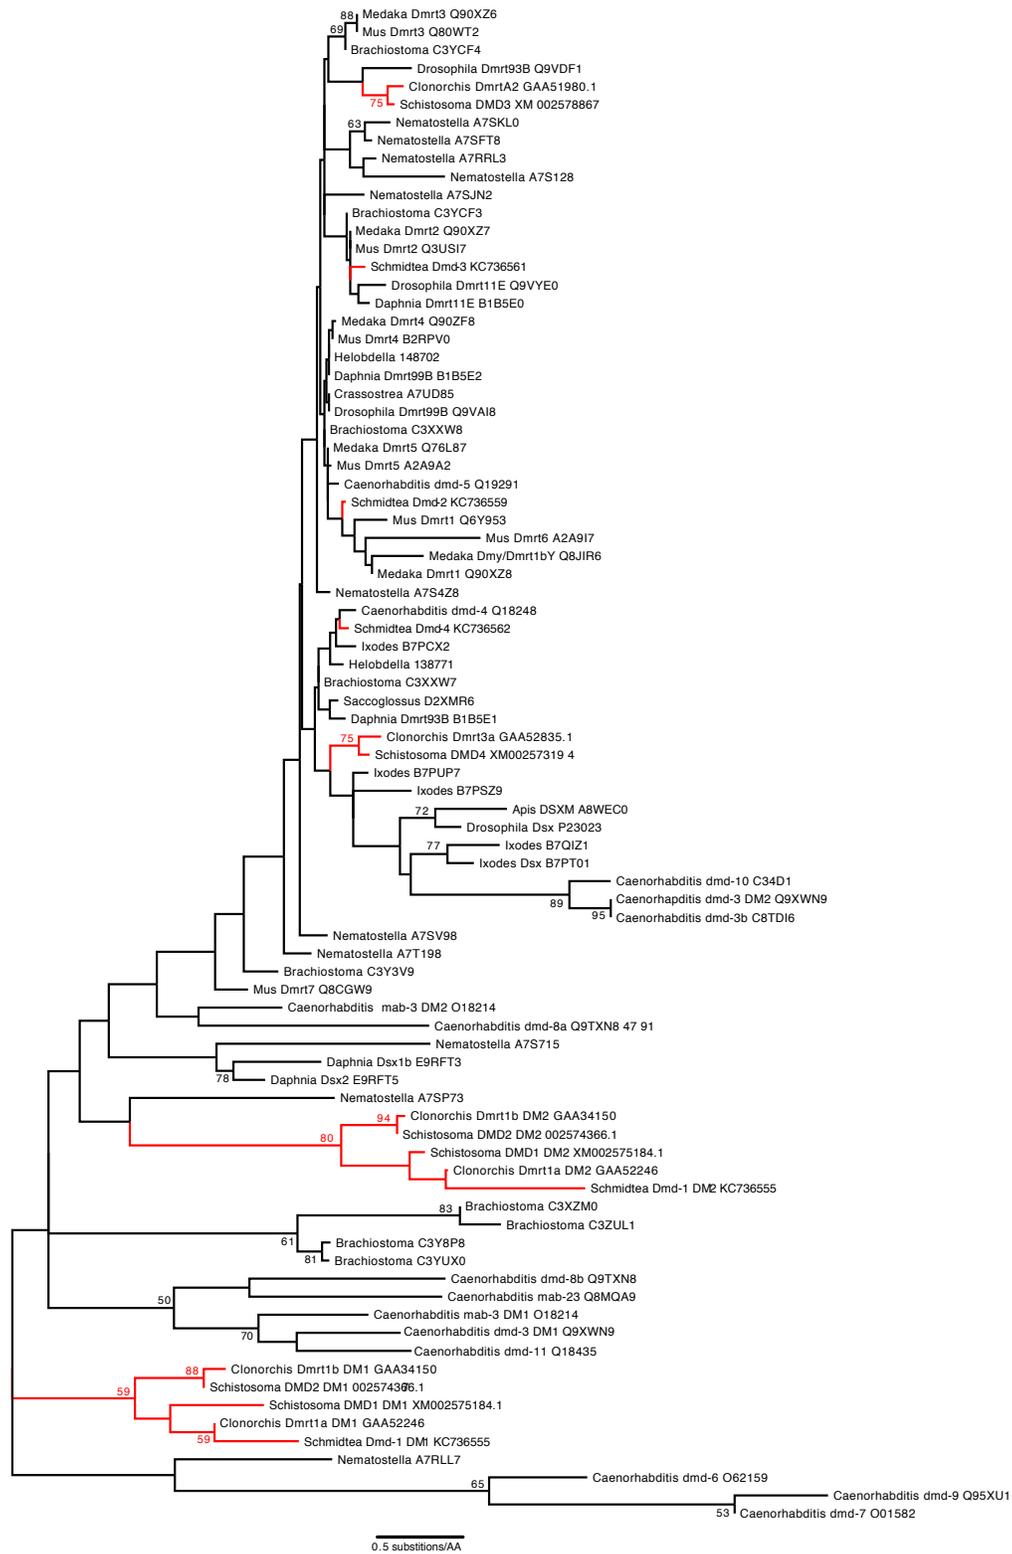 88
Medaka Dmrt3 Q90XZ6
69
Mus Dmrt3 Q80WT2
Brachiostoma C3YCF4
Drosophila Dmrt93B Q9VDF1
Clonorchis DmrtA2 GAA51980.1
75
Schistosoma DMD3 XM 002578867
Nematostella A7SKL0
63
Nematostella A7SFT8
Nematostella A7RRL3
Nematostella A7S128
Nematostella A7SJN2
Brachiostoma C3YCF3
Medaka Dmrt2 Q90XZ7
Mus Dmrt2 Q3USI7
Schmidtea Dmd-3 KC736561
Drosophila Dmrt11E Q9VYE0
Daphnia Dmrt11E B1B5E0
Medaka Dmrt4 Q90ZF8
Mus Dmrt4 B2RPV0
Helobdella 148702
Daphnia Dmrt99B B1B5E2
Crassostrea A7UD85
Drosophila Dmrt99B Q9VAI8
Brachiostoma C3XXW8
Medaka Dmrt5 Q76L87
Mus Dmrt5 A2A9A2
Caenorhabditis dmd-5 Q19291
Schmidtea Dmd-2 KC736559
Mus Dmrt1 Q6Y953
Mus Dmrt6 A2A9I7
Medaka Dmy/Dmrt1bY Q8JIR6
Medaka Dmrt1 Q90XZ8
Nematostella A7S4Z8
Caenorhabditis dmd-4 Q18248
Schmidtea Dmd-4 KC736562
Ixodes B7PCX2
Helobdella 138771
Brachiostoma C3XXW7
Saccoglossus D2XMR6
Daphnia Dmrt93B B1B5E1
75
Clonorchis Dmrt3a GAA52835.1
Schistosoma DMD4 XM00257319 4
Ixodes B7PUP7
Ixodes B7PSZ9
72
Apis DSXM A8WEC0
Drosophila Dsx P23023
77
Ixodes B7QIZ1
Ixodes Dsx B7PT01
Caenorhabditis dmd-10 C34D1
89
Caenorhapditis dmd-3 DM2 Q9XWN9
95
Caenorhabditis dmd-3b C8TDI6
Nematostella A7SV98
Nematostella A7T198
Brachiostoma C3Y3V9
Mus Dmrt7 Q8CGW9
Caenorhabditis mab-3 DM2 O18214
Caenorhabditis dmd-8a Q9TXN8 47 91
Nematostella A7S715
Daphnia Dsx1b E9RFT3
78
Daphnia Dsx2 E9RFT5
Nematostella A7SP73
94
Clonorchis Dmrt1b DM2 GAA34150
80
Schistosoma DMD2 DM2 002574366.1
Schistosoma DMD1 DM2 XM002575184.1
Clonorchis Dmrt1a DM2 GAA52246
Schmidtea Dmd-1 DM2 KC736555
83
Brachiostoma C3XZM0
Brachiostoma C3ZUL1
61
Brachiostoma C3Y8P8
81
Brachiostoma C3YUX0
Caenorhabditis dmd-8b Q9TXN8
50
Caenorhabditis mab-23 Q8MQA9
Caenorhabditis mab-3 DM1 O18214
70
Caenorhabditis dmd-3 DM1 Q9XWN9
Caenorhabditis dmd-11 Q18435
88
Clonorchis Dmrt1b DM1 GAA34150
59
Schistosoma DMD2 DM1 002574366.1
Schistosoma DMD1 DM1 XM002575184.1
Clonorchis Dmrt1a DM1 GAA52246
59
Schmidtea Dmd-1 DM1 KC736555
Nematostella A7RLL7
65
Caenorhabditis dmd-6 O62159
Caenorhabditis dmd-9 Q95XU1
53
Caenorhabditis dmd-7 O01582
0.5 substitions/AA